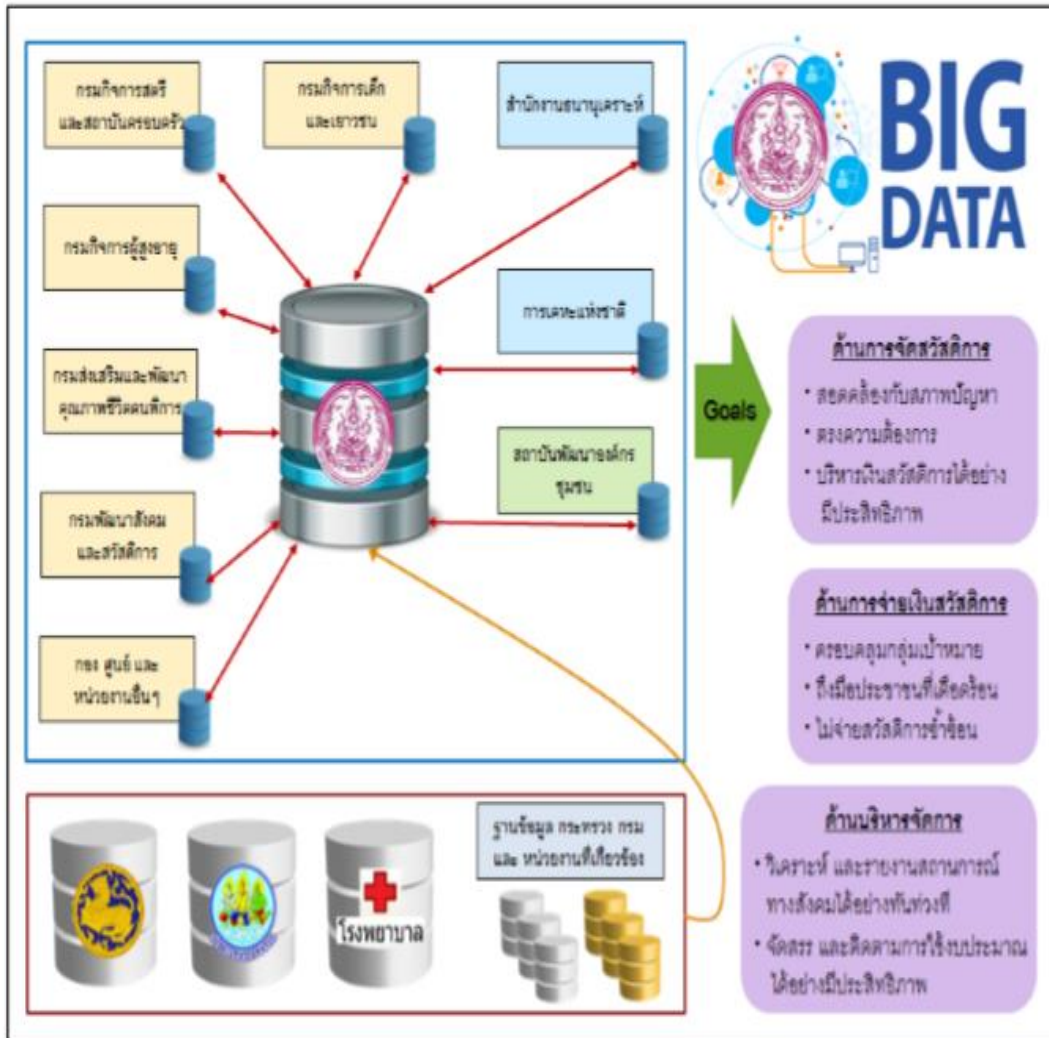 กรมกิจการสตรี
และสถาบันครอบครัว
กรมกิจการเด็ก
และเยาวชน
สำนักงานธนานุเคราะห์
BIG
DATA
กรมกิจการผู้สูงอายุ
การเคหะแห่งชาติ
กรมส่งเสริมและพัฒนา
คุณภาพชีวิตคนพิการ
สถาบันพัฒนาองค์กร
ชุมชน
กรมพัฒนาสังคม
และสวัสดิการ
กอง ศูนย์ และ
หน่วยงานอื่นๆ
Goals
ด้านการจัดสวัสดิการ
• สอดคล้องกับสภาพปัญหา
• ตรงความต้องการ
• บริหารเงินสวัสดิการได้อย่าง
มีประสิทธิภาพ
ด้านการจ่ายเงินสวัสดิการ
• ครอบคลุมกลุ่มเป้าหมาย
• ถึงมือประชาชนที่เดือดร้อน
• ไม่จ่ายสวัสดิการซ้ำซ้อน
โรงพยาบาล
ฐานข้อมูล กระทรวง กรม
และ หน่วยงานที่เกี่ยวข้อง
ด้านบริหารจัดการ
• วิเคราะห์ และรายงานสถานการณ์
ทางสังคมได้อย่างทันท่วงที
• จัดสรร และติดตามการใช้งบประมาณ
ได้อย่างมีประสิทธิภาพ